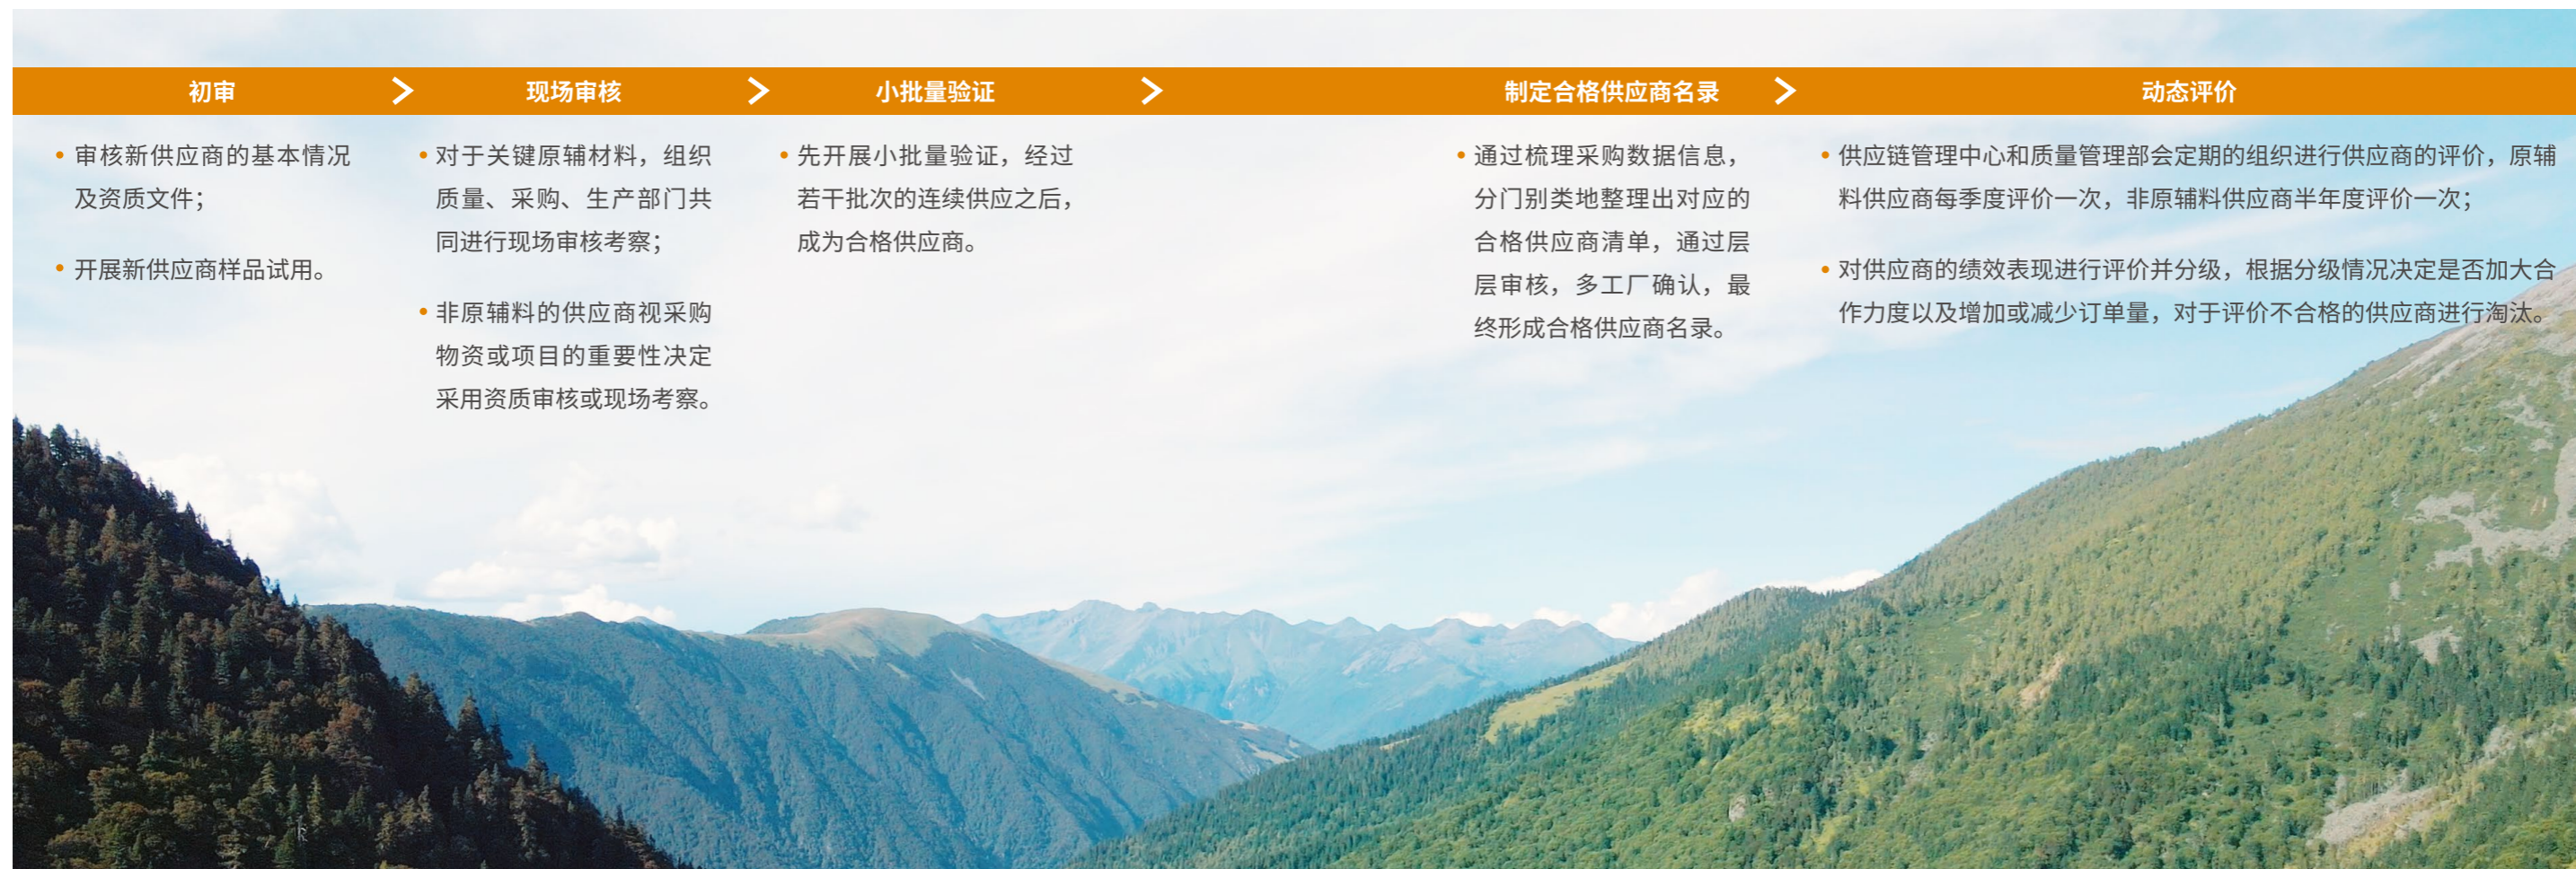 初审
现场审核
小批量验证
制定合格供应商名录
动态评价
审核新供应商的基本情况
及资质文件；
开展新供应商样品试用。
对于关键原辅材料，组织
质量、采购、生产部门共
同进行现场审核考察；
非原辅料的供应商视采购
物资或项目的重要性决定
采用资质审核或现场考察。
先开展小批量验证，经过
若干批次的连续供应之后，
成为合格供应商。
通过梳理采购数据信息，
分门别类地整理出对应的
合格供应商清单，通过层
层审核，多工厂确认，最
终形成合格供应商名录。
供应链管理中心和质量管理部会定期的组织进行供应商的评价，原辅
料供应商每季度评价一次，非原辅料供应商半年度评价一次；
对供应商的绩效表现进行评价并分级，根据分级情况决定是否加大合
作力度以及增加或减少订单量，对于评价不合格的供应商进行淘汰。